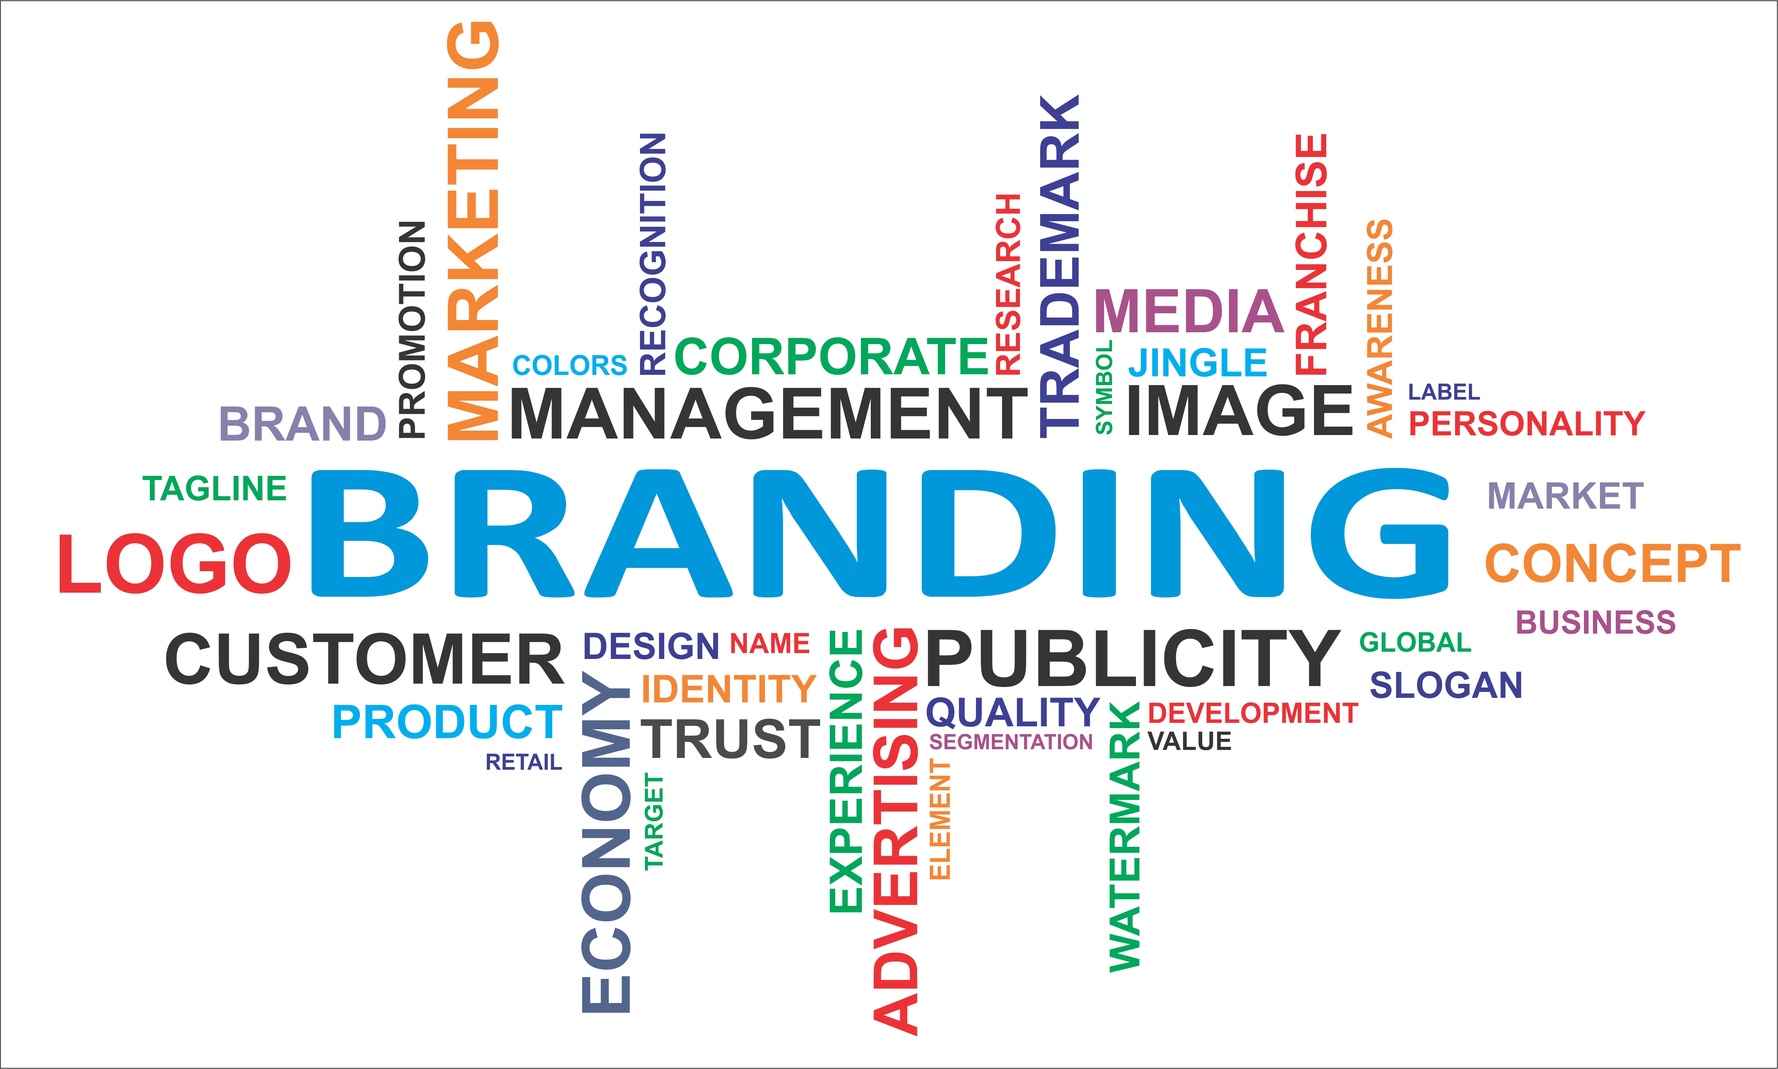 MARKETING
TRADEMARK
RECOGNITION
FRANCHISE
RESEARCH
PROMOTION
AWARENESS
MEDIA
CORPORATE
SYMBOL
JINGLE
COLORS
LABEL
BRAND
MANAGEMENT
IMAGE
PERSONALITY
TAGLINE
BRANDING
MARKET
LOGO
CONCEPT
BUSINESS
CUSTOMER
DESIGN
NAME
EXPERIENCE
ADVERTISING
PUBLICITY
GLOBAL
ECONOMY
IDENTITY
SLOGAN
PRODUCT
TRUST
QUALITY
WATERMARK
DEVELOPMENT
SEGMENTATION
VALUE
RETAIL
TARGET
ELEMENT